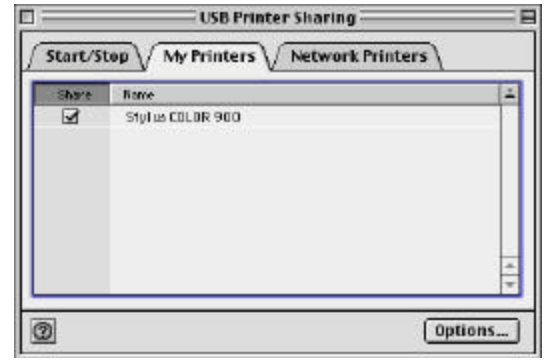 USB Printer Sharing
Start/Stop My Printers Network Printers
Share Name
Stylus COLOR 900
Options...